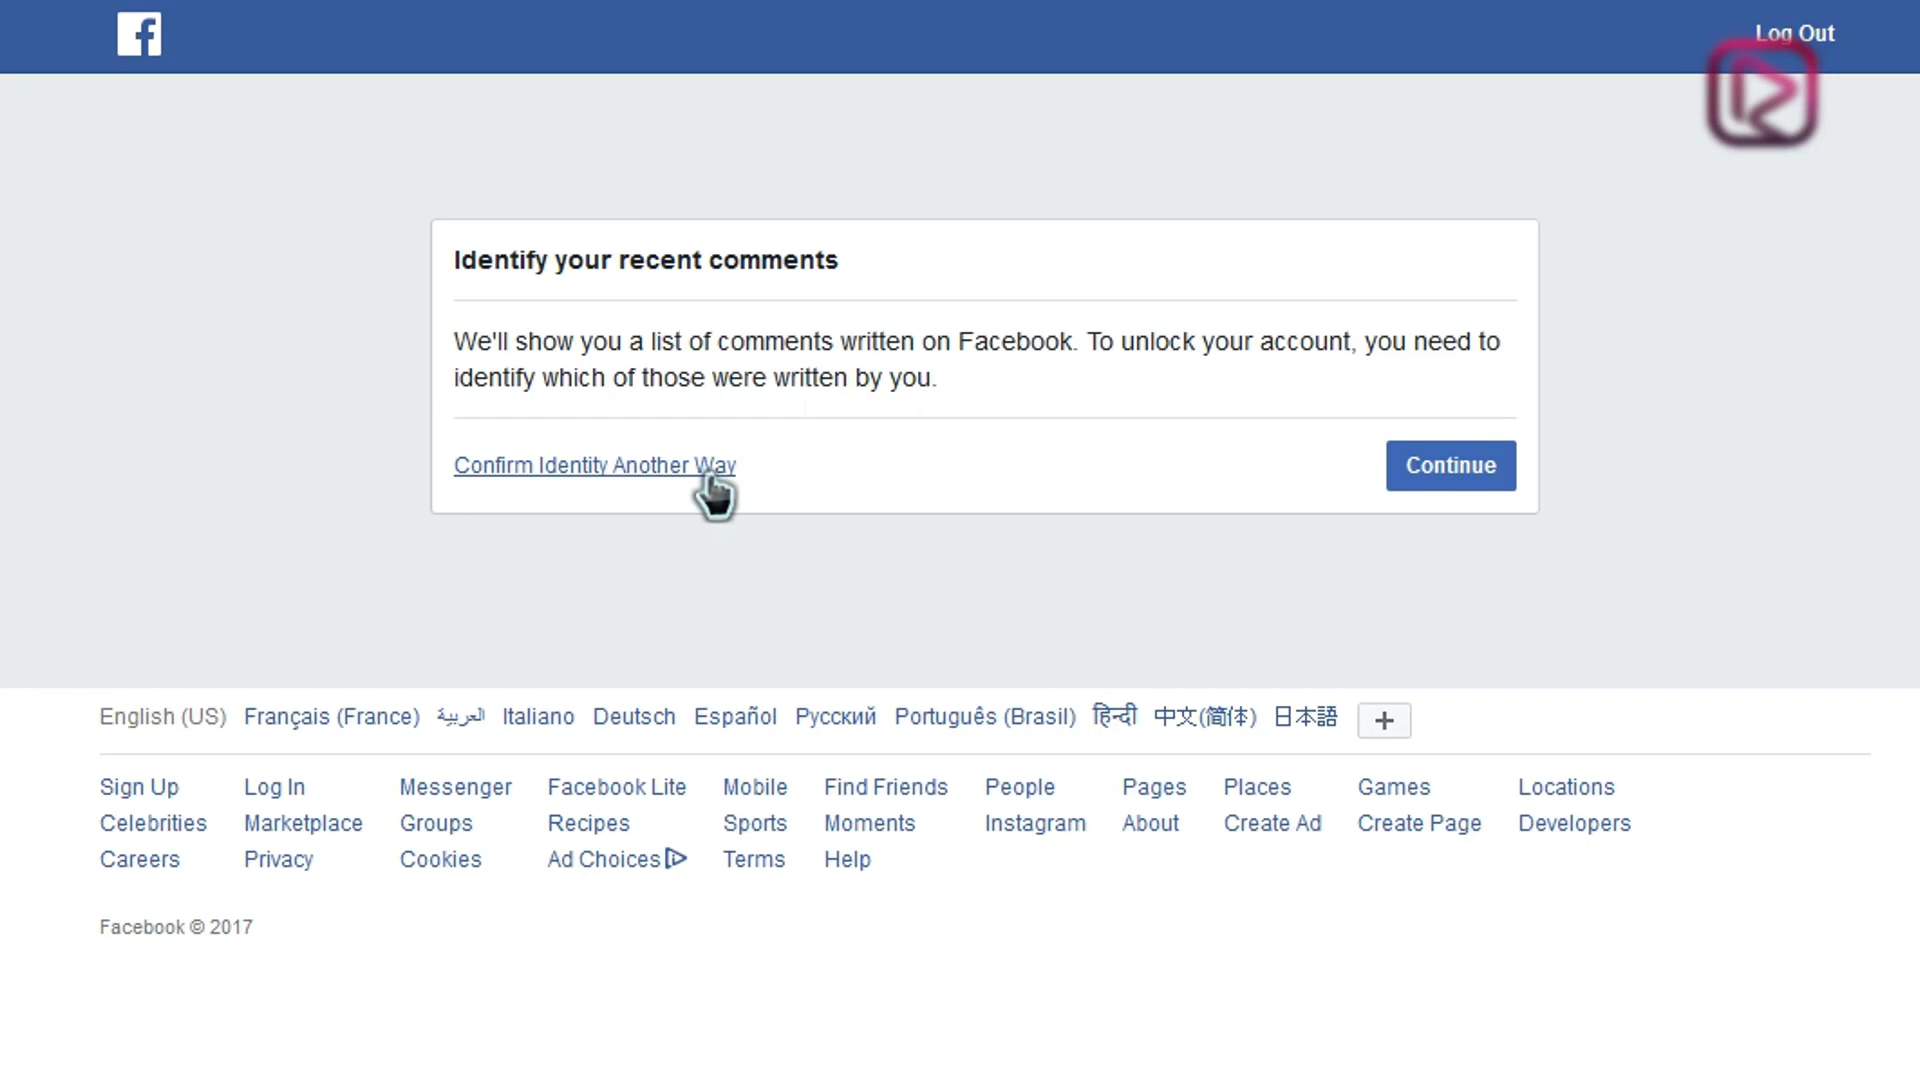 Log Out
Identify your recent comments
We'll show you a list of comments written on Facebook. To unlock your account, you need to
identify which of those were written by you.
Confirm Identity Another Way
Continue
English (US) Français (France) العربية Italiano Deutsch Español Русский Português (Brasil) हिन्दी 中文(简体) 日本語 +
Sign Up Log In Messenger Facebook Lite Mobile Find Friends People Pages Places Games Locations
Celebrities Marketplace Groups Recipes Sports Moments Instagram About Create Ad Create Page Developers
Careers Privacy Cookies Ad Choices Terms Help
Facebook © 2017